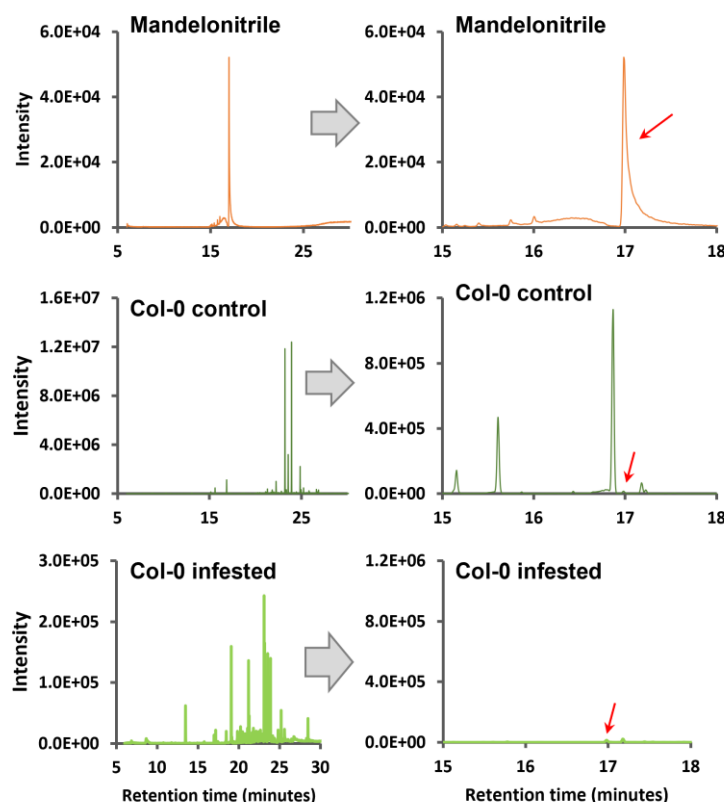 Mandelonitrile
6.0E+04
4.0E+04
2.0E+04
0.0E+00
Intensity
5 15 25
Mandelonitrile
6.0E+04
4.0E+04
2.0E+04
0.0E+00
15 16 17 18
Col-0 control
1.6E+07
1.2E+07
8.0E+06
4.0E+06
0.0E+00
Intensity
5 15 25
Col-0 control
1.2E+06
8.0E+05
4.0E+05
0.0E+00
15 16 17 18
Col-0 infested
3.0E+05
2.0E+05
1.0E+05
0.0E+00
Intensity
5 10 15 20 25 30
Retention time (minutes)
Col-0 infested
1.2E+06
8.0E+05
4.0E+05
0.0E+00
15 16 17 18
Retention time (minutes)